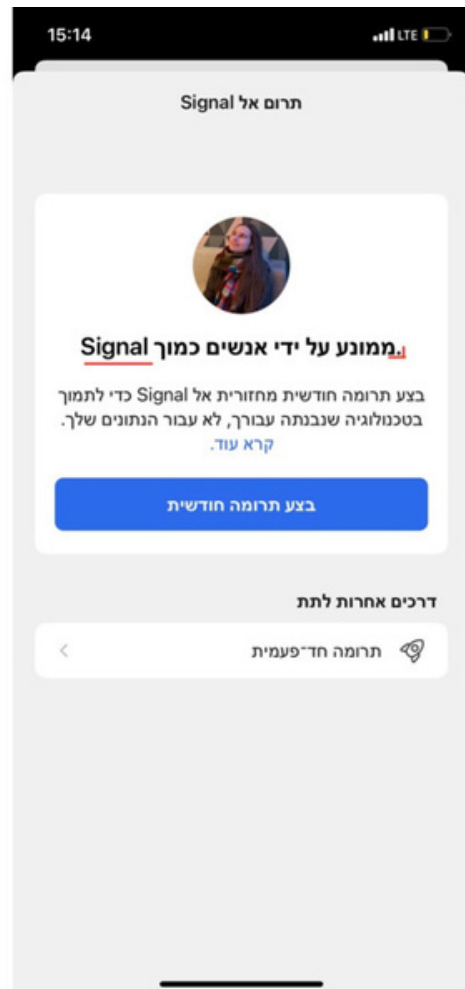 15:14
LTE
תרום אל Signal
.ממונע על ידי אנשים כמוך Signal
בצע תרומה חודשית מחזורית אל Signal כדי לתמוך
בטכנולוגיה שנבנתה עבורך, לא עבור הנתונים שלך.
קרא עוד.
בצע תרומה חודשית
דרכים אחרות לתת
תרומה חד־פעמית